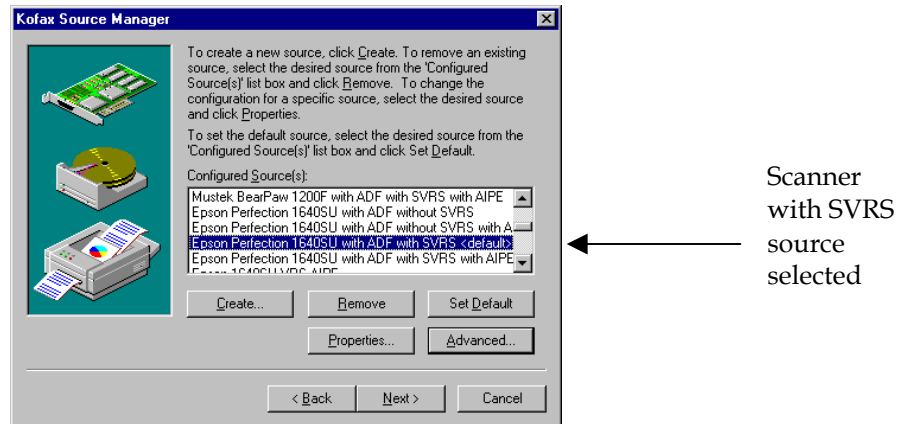 Kofax Source Manager
To create a new source, click Create. To remove an existing
source, select the desired source from the 'Configured
Source(s)' list box and click Remove. To change the
configuration for a specific source, select the desired source
and click Properties.
To set the default source, select the desired source from the
'Configured Source(s)' list box and click Set Default.
Configured Source(s):
Mustek BearPaw 1200F with ADF with SVRS with AIPE
Epson Perfection 1640SU with ADF without SVRS
Epson Perfection 1640SU with ADF without SVRS with A
Epson Perfection 1640SU with ADF with SVRS <default>
Epson Perfection 1640SU with ADF with SVRS with AIPE
Create...
Remove
Set Default
Properties...
Advanced...
< Back
Next >
Cancel
Scanner
with SVRS
source
selected